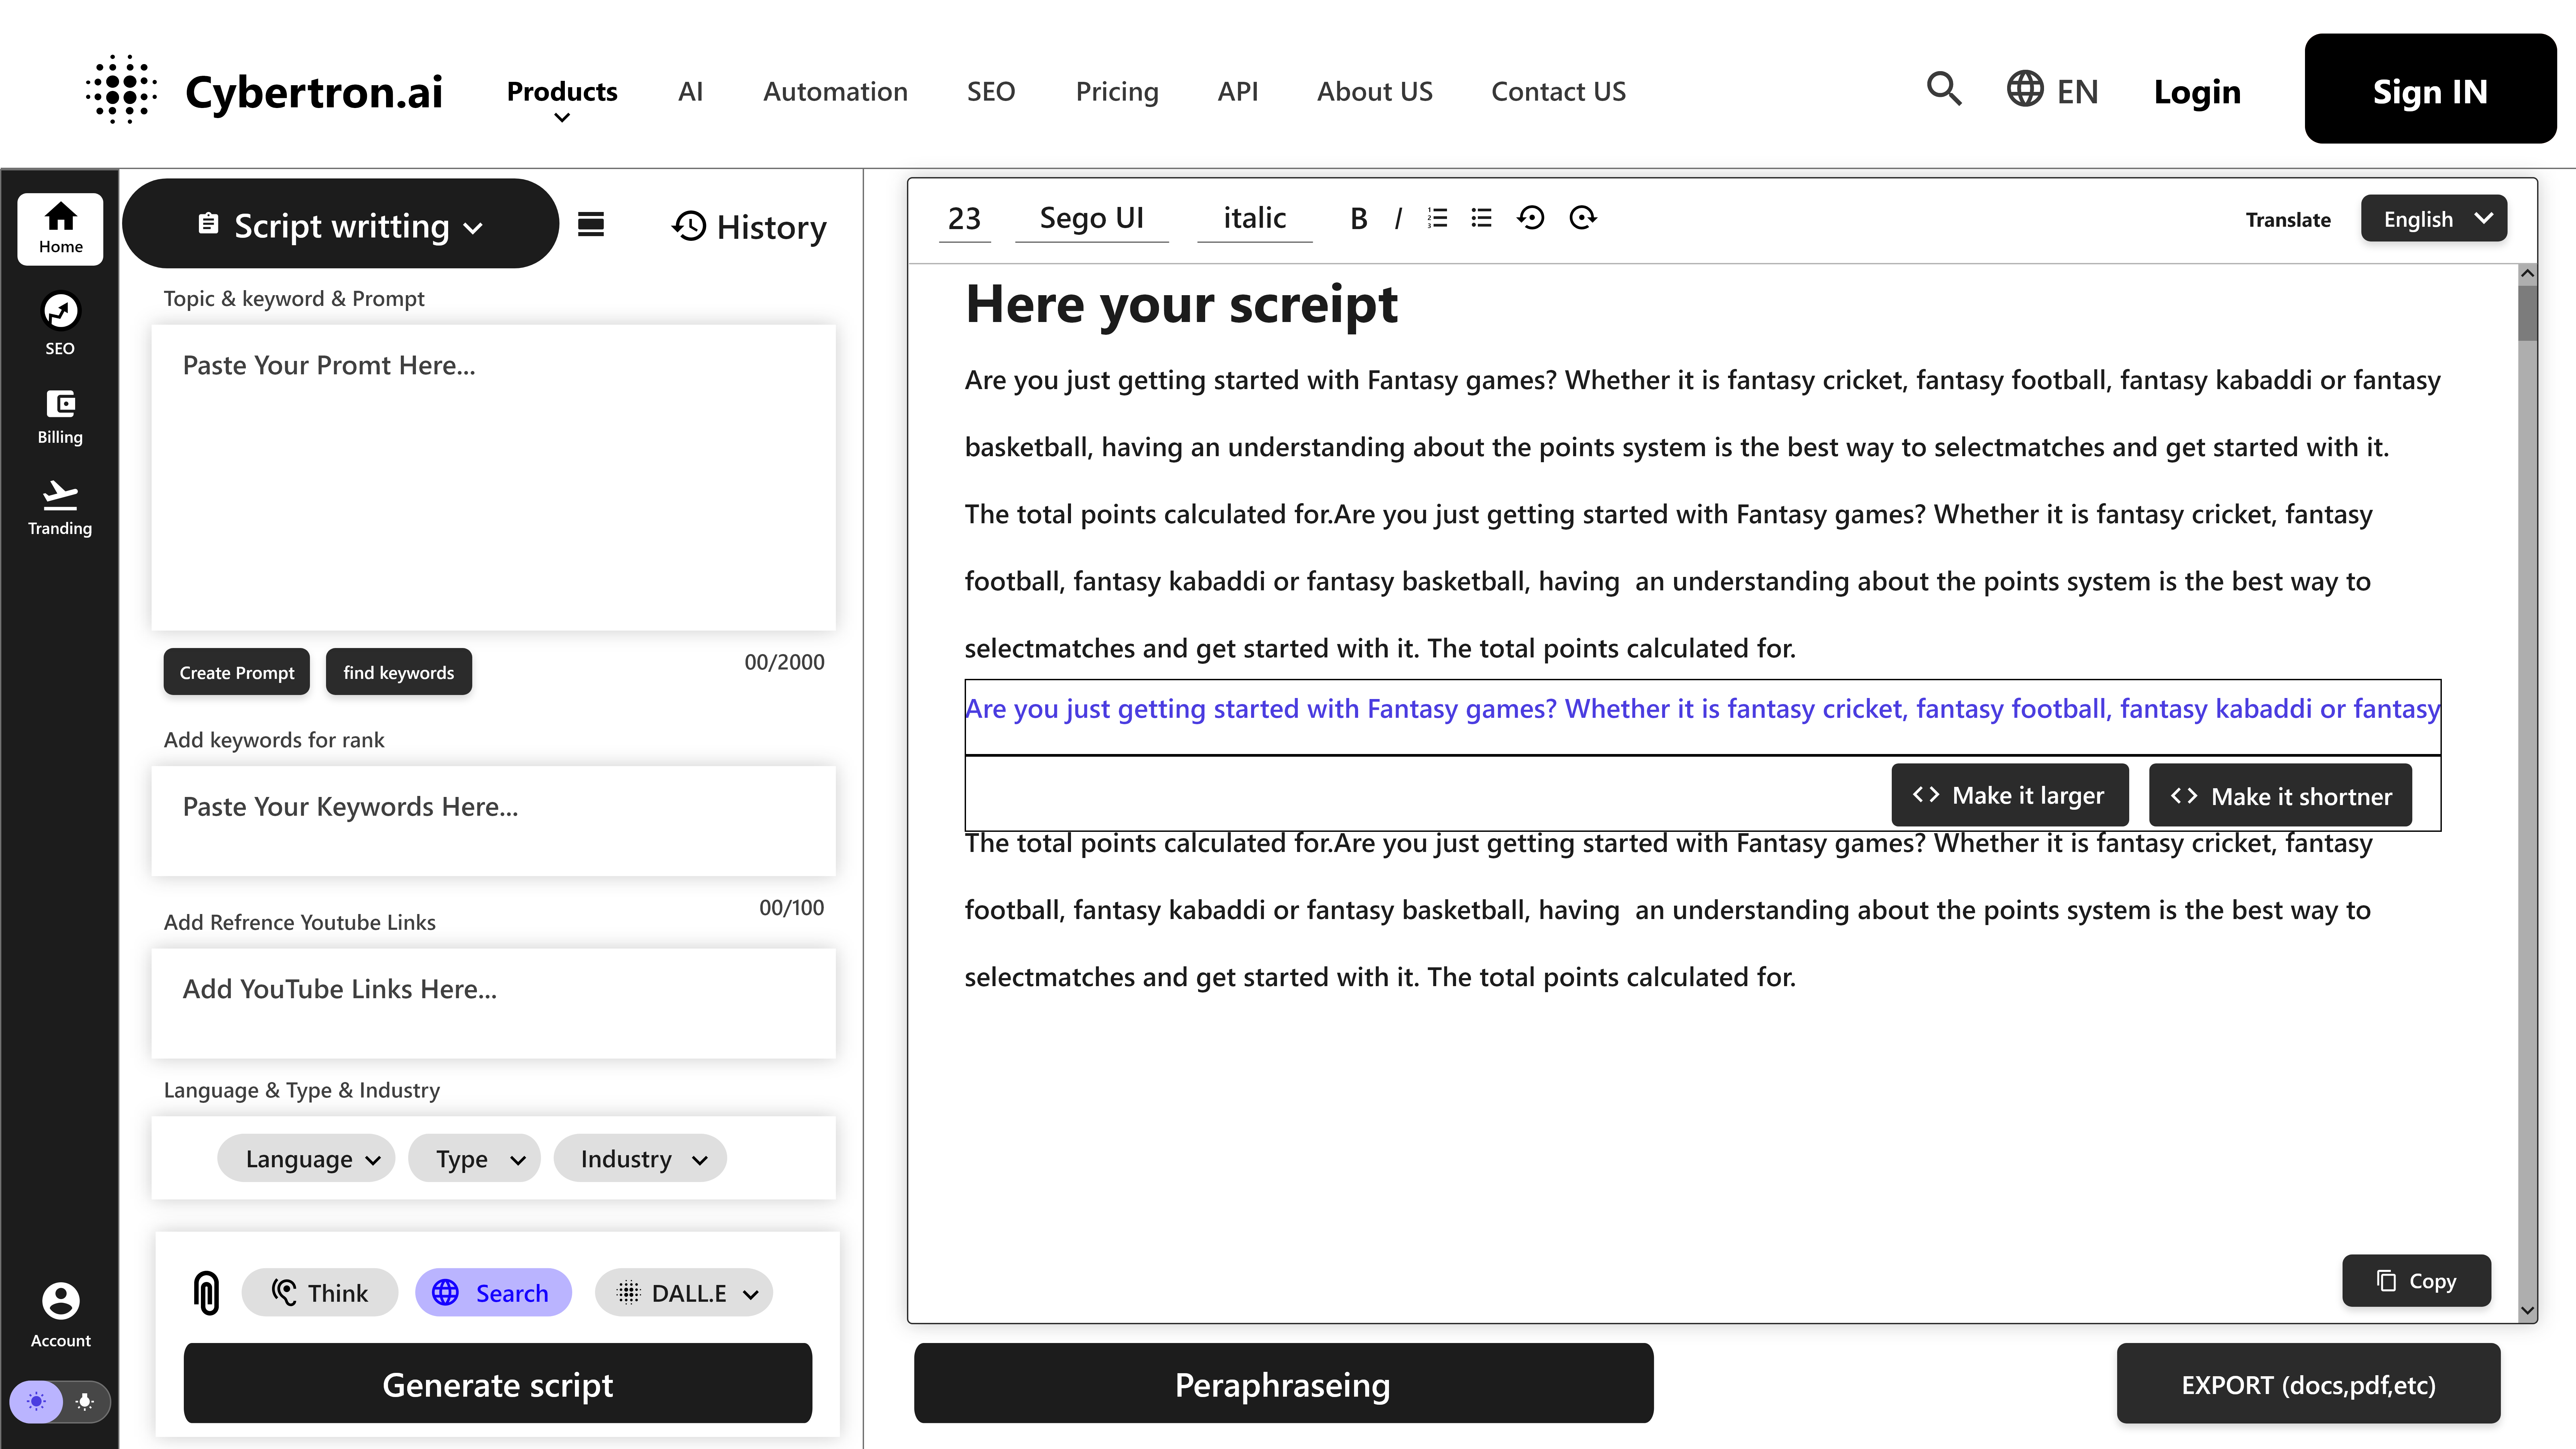 Cybertron.ai
Products
AI
Automation
SEO
Pricing
API
About US
Contact US
EN
Login
Sign IN
Home
SEO
Billing
Tranding
Account
Script writting
History
Topic & keyword & Prompt
Paste Your Promt Here...
Create Prompt
find keywords
00/2000
Add keywords for rank
Paste Your Keywords Here...
00/100
Add Refrence Youtube Links
Add YouTube Links Here...
Language & Type & Industry
Language
Type
Industry
Think
Search
DALL.E
Generate script
23
Sego UI
italic
B
I
Translate
English
Here your screipt
Are you just getting started with Fantasy games? Whether it is fantasy cricket, fantasy football, fantasy kabaddi or fantasy
basketball, having an understanding about the points system is the best way to selectmatches and get started with it.
The total points calculated for.Are you just getting started with Fantasy games? Whether it is fantasy cricket, fantasy
football, fantasy kabaddi or fantasy basketball, having  an understanding about the points system is the best way to
selectmatches and get started with it. The total points calculated for.
Are you just getting started with Fantasy games? Whether it is fantasy cricket, fantasy football, fantasy kabaddi or fantasy
<> Make it larger
<> Make it shortner
The total points calculated for.Are you just getting started with Fantasy games? Whether it is fantasy cricket, fantasy
football, fantasy kabaddi or fantasy basketball, having  an understanding about the points system is the best way to
selectmatches and get started with it. The total points calculated for.
Copy
Peraphraseing
EXPORT (docs,pdf,etc)